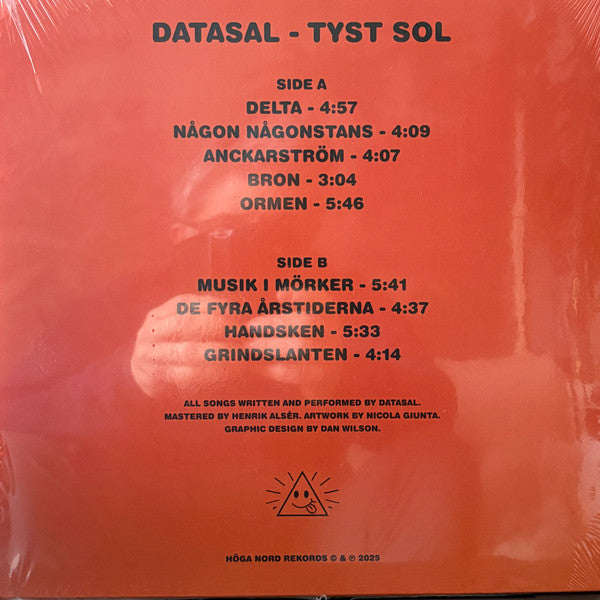 DATASAL - TYST SOL
SIDE A
DELTA - 4:57
NÅGON NÅGONSTANS - 4:09
ANCKARSTRÖM - 4:07
BRON - 3:04
ORMEN - 5:46
SIDE B
MUSIK I MÖRKER - 5:41
DE FYRA ÅRSTIDERNA - 4:37
HANDSKEN - 5:33
GRINDSLANTEN - 4:14
ALL SONGS WRITTEN AND PERFORMED BY DATASAL.
MASTERED BY HENRIK ALSÉR. ARTWORK BY NICOLA GIUNTA.
GRAPHIC DESIGN BY DAN WILSON.
HÖGA NORD REKORDS © & ℗ 2025